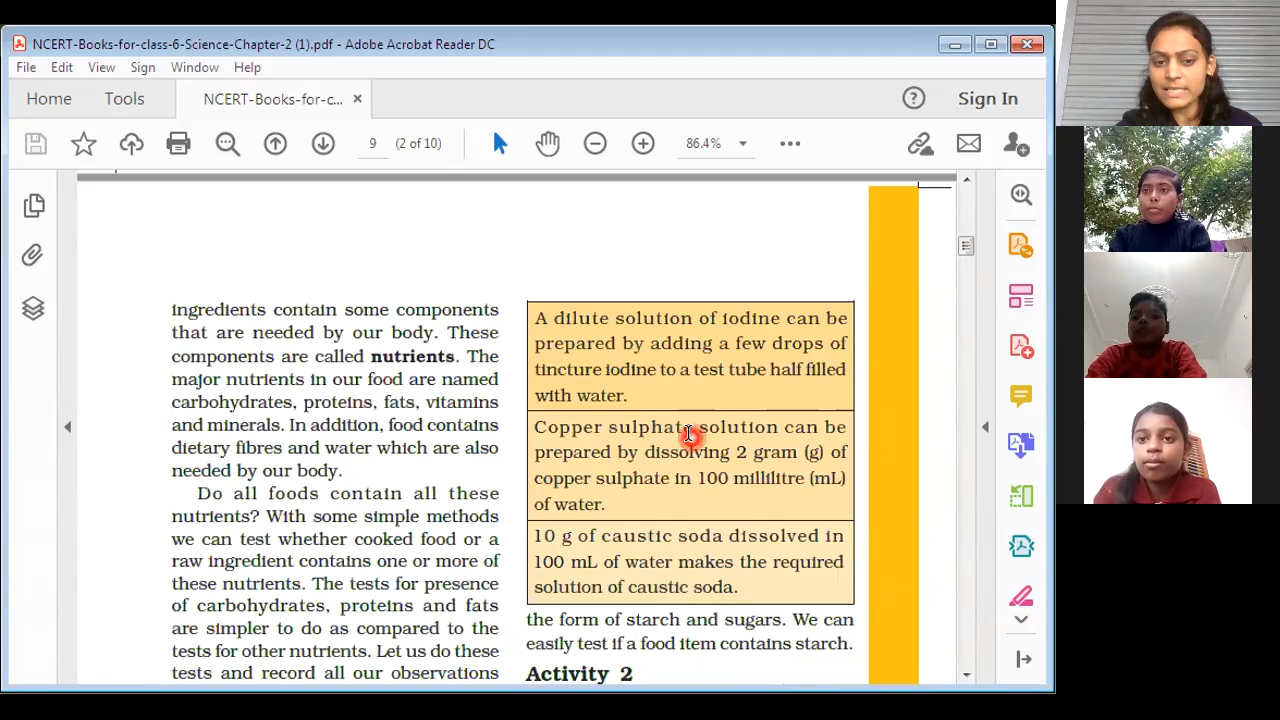 NCERT-Books-for-class-6-Science-Chapter-2 (1).pdf - Adobe Acrobat Reader DC
File Edit View Sign Window Help
Home Tools NCERT-Books-for-c... Sign In
9 (2 of 10) 86.4%
ingredients contain some components
that are needed by our body. These
components are called nutrients. The
major nutrients in our food are named
carbohydrates, proteins, fats, vitamins
and minerals. In addition, food contains
dietary fibres and water which are also
needed by our body.
Do all foods contain all these
nutrients? With some simple methods
we can test whether cooked food or a
raw ingredient contains one or more of
these nutrients. The tests for presence
of carbohydrates, proteins and fats
are simpler to do as compared to the
tests for other nutrients. Let us do these
tests and record all our observations
A dilute solution of iodine can be
prepared by adding a few drops of
tincture iodine to a test tube half filled
with water.
Copper sulphate solution can be
prepared by dissolving 2 gram (g) of
copper sulphate in 100 millilitre (mL)
of water.
10 g of caustic soda dissolved in
100 mL of water makes the required
solution of caustic soda.
the form of starch and sugars. We can
easily test if a food item contains starch.
Activity 2